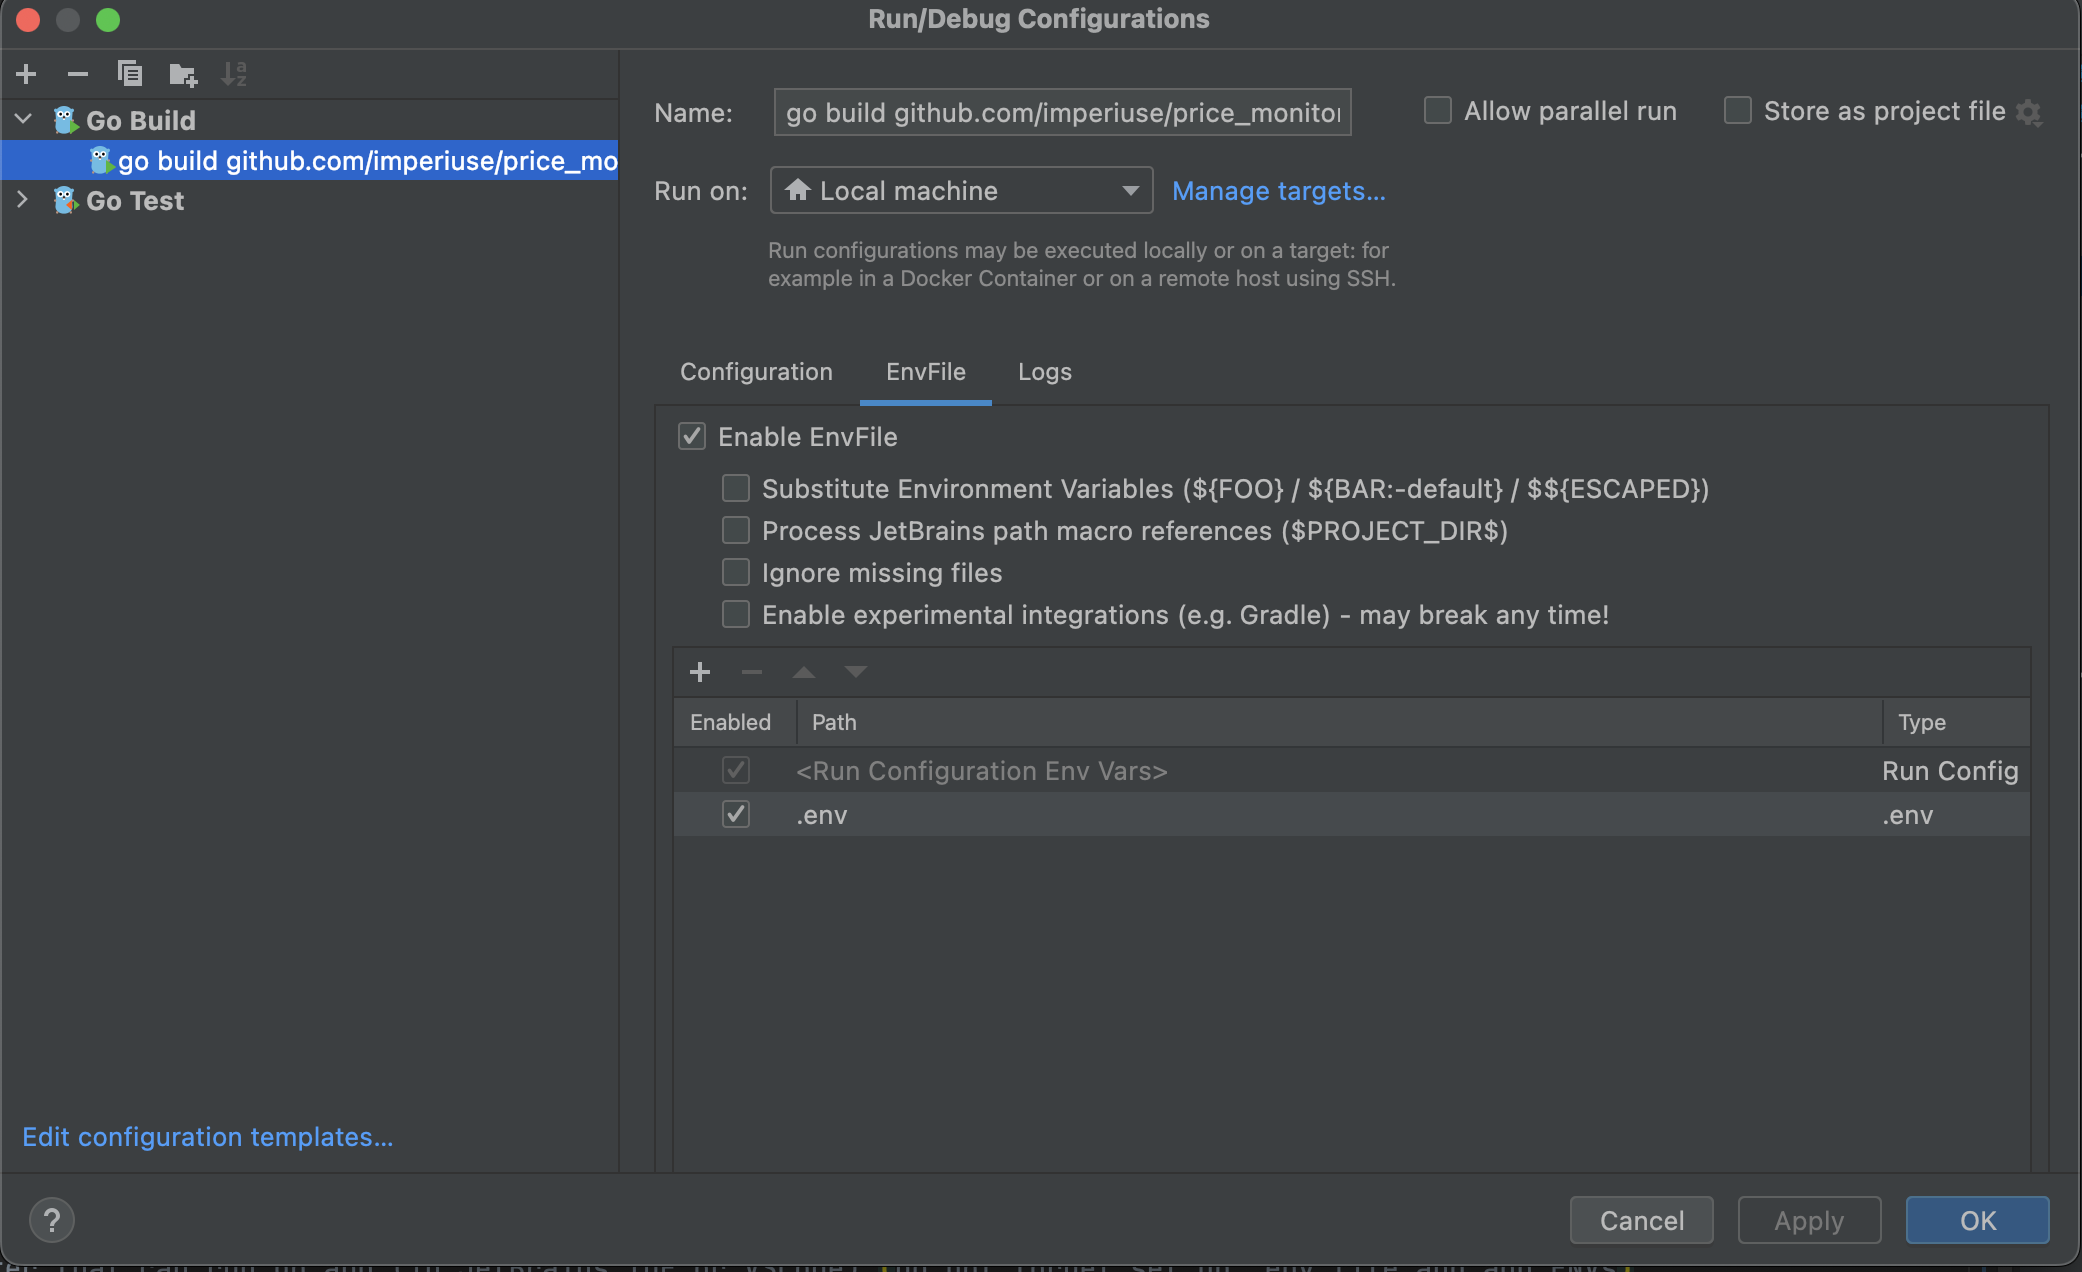 Run/Debug Configurations
Go Build
go build github.com/imperiuse/price_mo
Go Test
Name: go build github.com/imperiuse/price_monitor
Allow parallel run
Store as project file
Run on: Local machine
Manage targets...
Run configurations may be executed locally or on a target: for
example in a Docker Container or on a remote host using SSH.
Configuration EnvFile Logs
Enable EnvFile
Substitute Environment Variables (${FOO} / ${BAR:-default} / $${ESCAPED})
Process JetBrains path macro references ($PROJECT_DIR$)
Ignore missing files
Enable experimental integrations (e.g. Gradle) - may break any time!
Enabled Path Type
<Run Configuration Env Vars> Run Config
.env .env
Edit configuration templates...
?
Cancel Apply OK